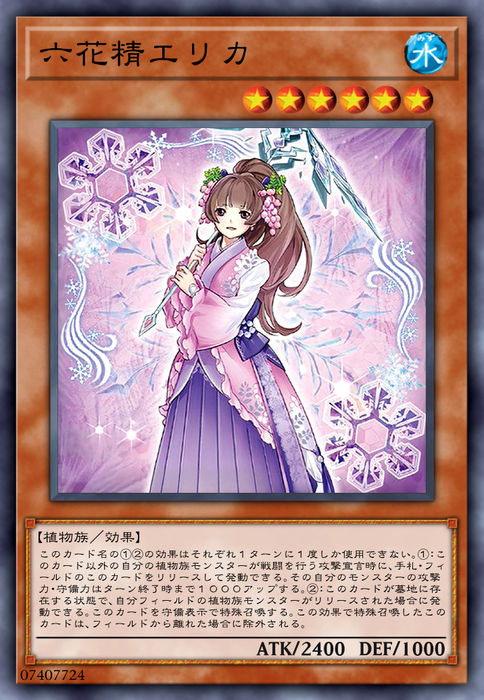 六花精エリカ
みず
水
【植物族／効果】
このカード名の①②の効果はそれぞれ１ターンに１度しか使用できない。①：こ
のカード以外の自分の植物族モンスターが戦闘を行う攻撃宣言時に、手札・フィ
ールドのこのカードをリリースして発動できる。その自分のモンスターの攻撃
力・守備力はターン終了時まで１０００アップする。②：このカードが墓地に存
在する状態で、自分フィールドの植物族モンスターがリリースされた場合に発
動できる。このカードを守備表示で特殊召喚する。この効果で特殊召喚したこの
カードは、フィールドから離れた場合に除外される。
ATK/2400 DEF/1000
07407724